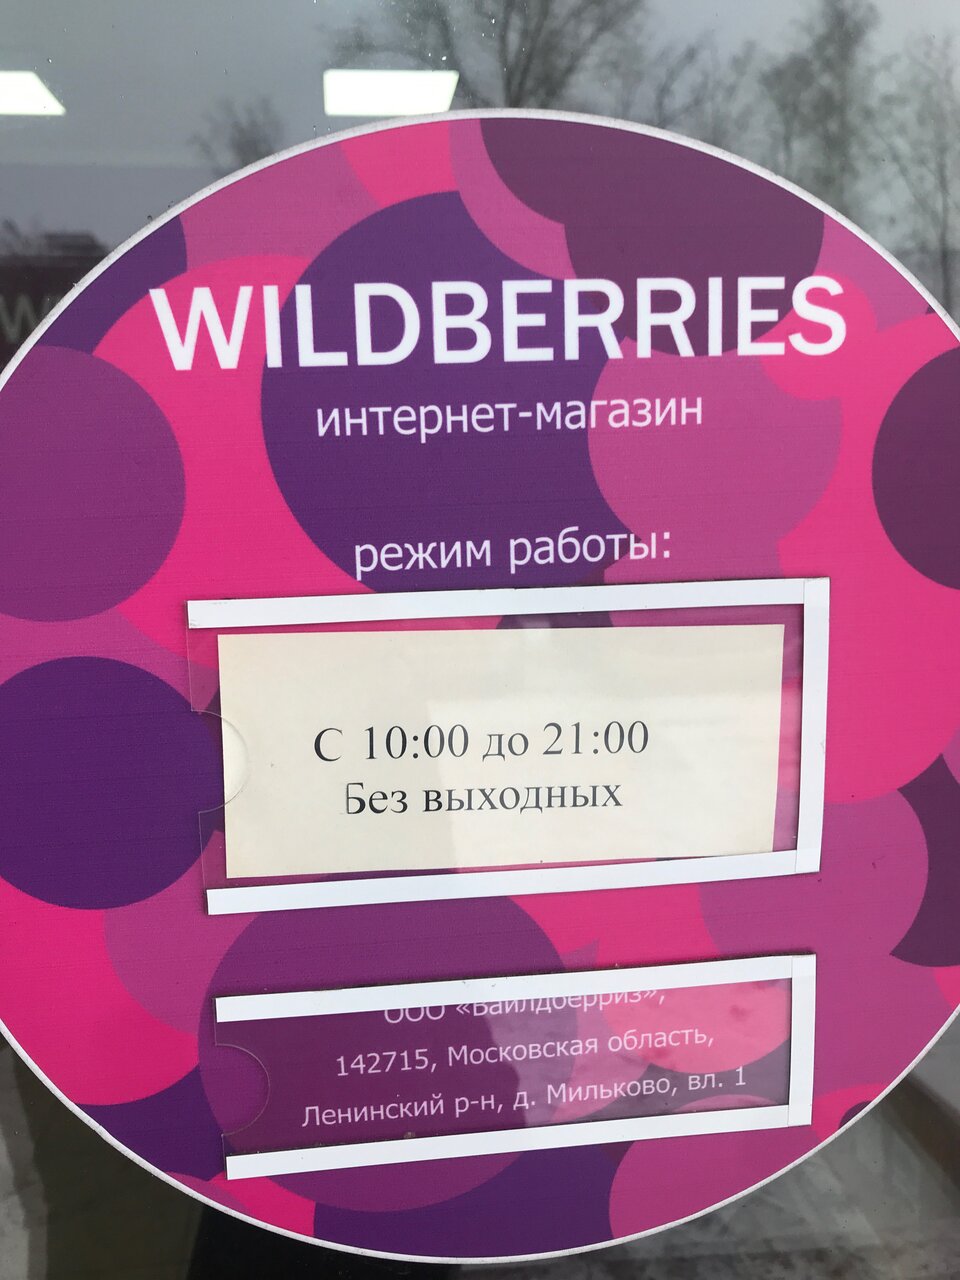 WILDBERRIES
интернет-магазин
режим работы:
С 10:00 до 21:00
Без выходных
ООО «Вайлдберриз»,
142715, Московская область,
Ленинский р-н, д. Мильково, вл. 1